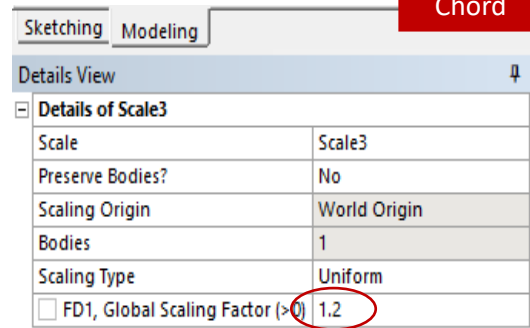 Chord
Sketching Modeling
Details View
Details of Scale3
Scale Scale3
Preserve Bodies? No
Scaling Origin World Origin
Bodies 1
Scaling Type Uniform
FD1, Global Scaling Factor (>0) 1.2